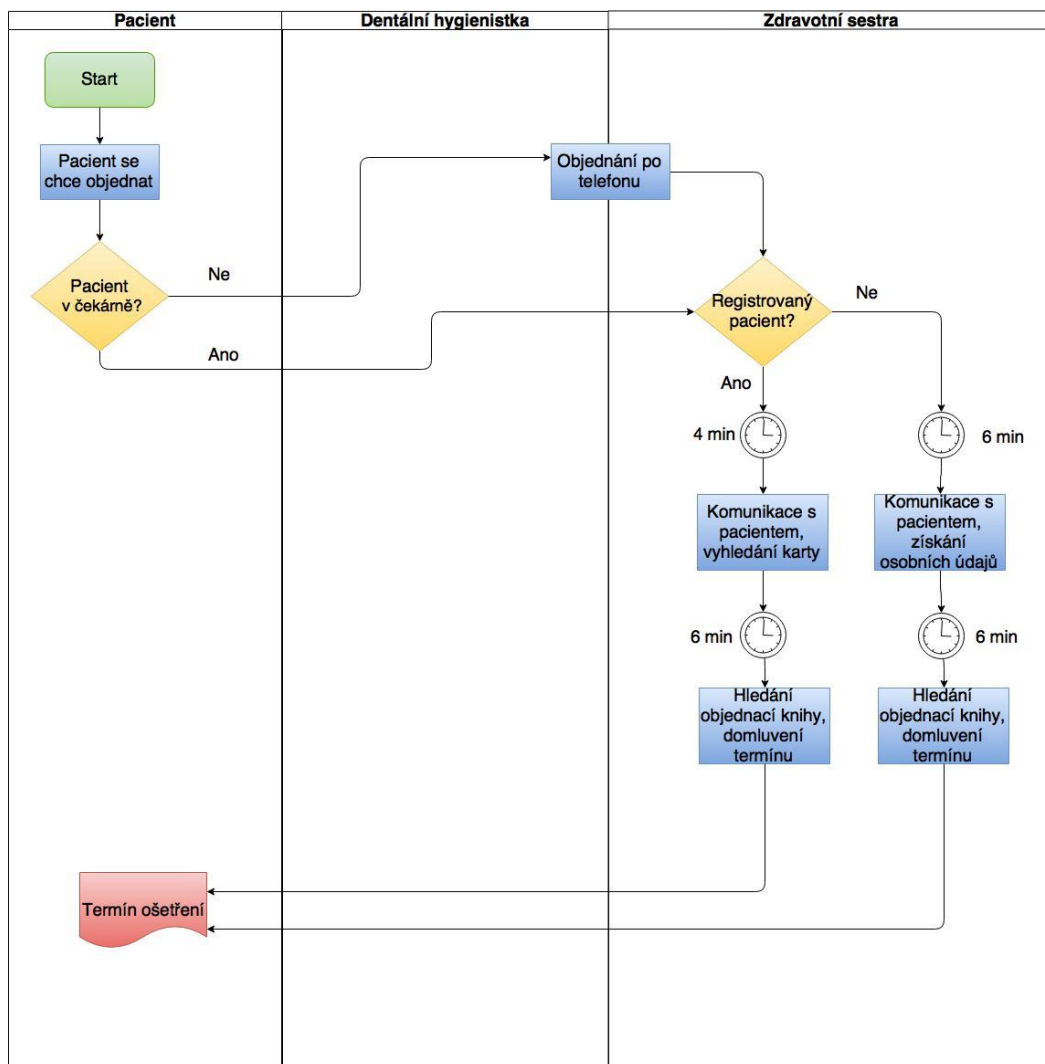 Pacient
Dentální hygienistka
Zdravotní sestra
Start
Pacient se
chce objednat
Objednání po
telefonu
Pacient
v čekárně?
Ne
Ano
Registrovaný
pacient?
Ne
Ano
4 min
6 min
Komunikace s
pacientem,
vyhledání karty
Komunikace s
pacientem,
získání
osobních údajů
6 min
6 min
Hledání
objednací knihy,
domluvení
termínu
Hledání
objednací knihy,
domluvení
termínu
Termín ošetření